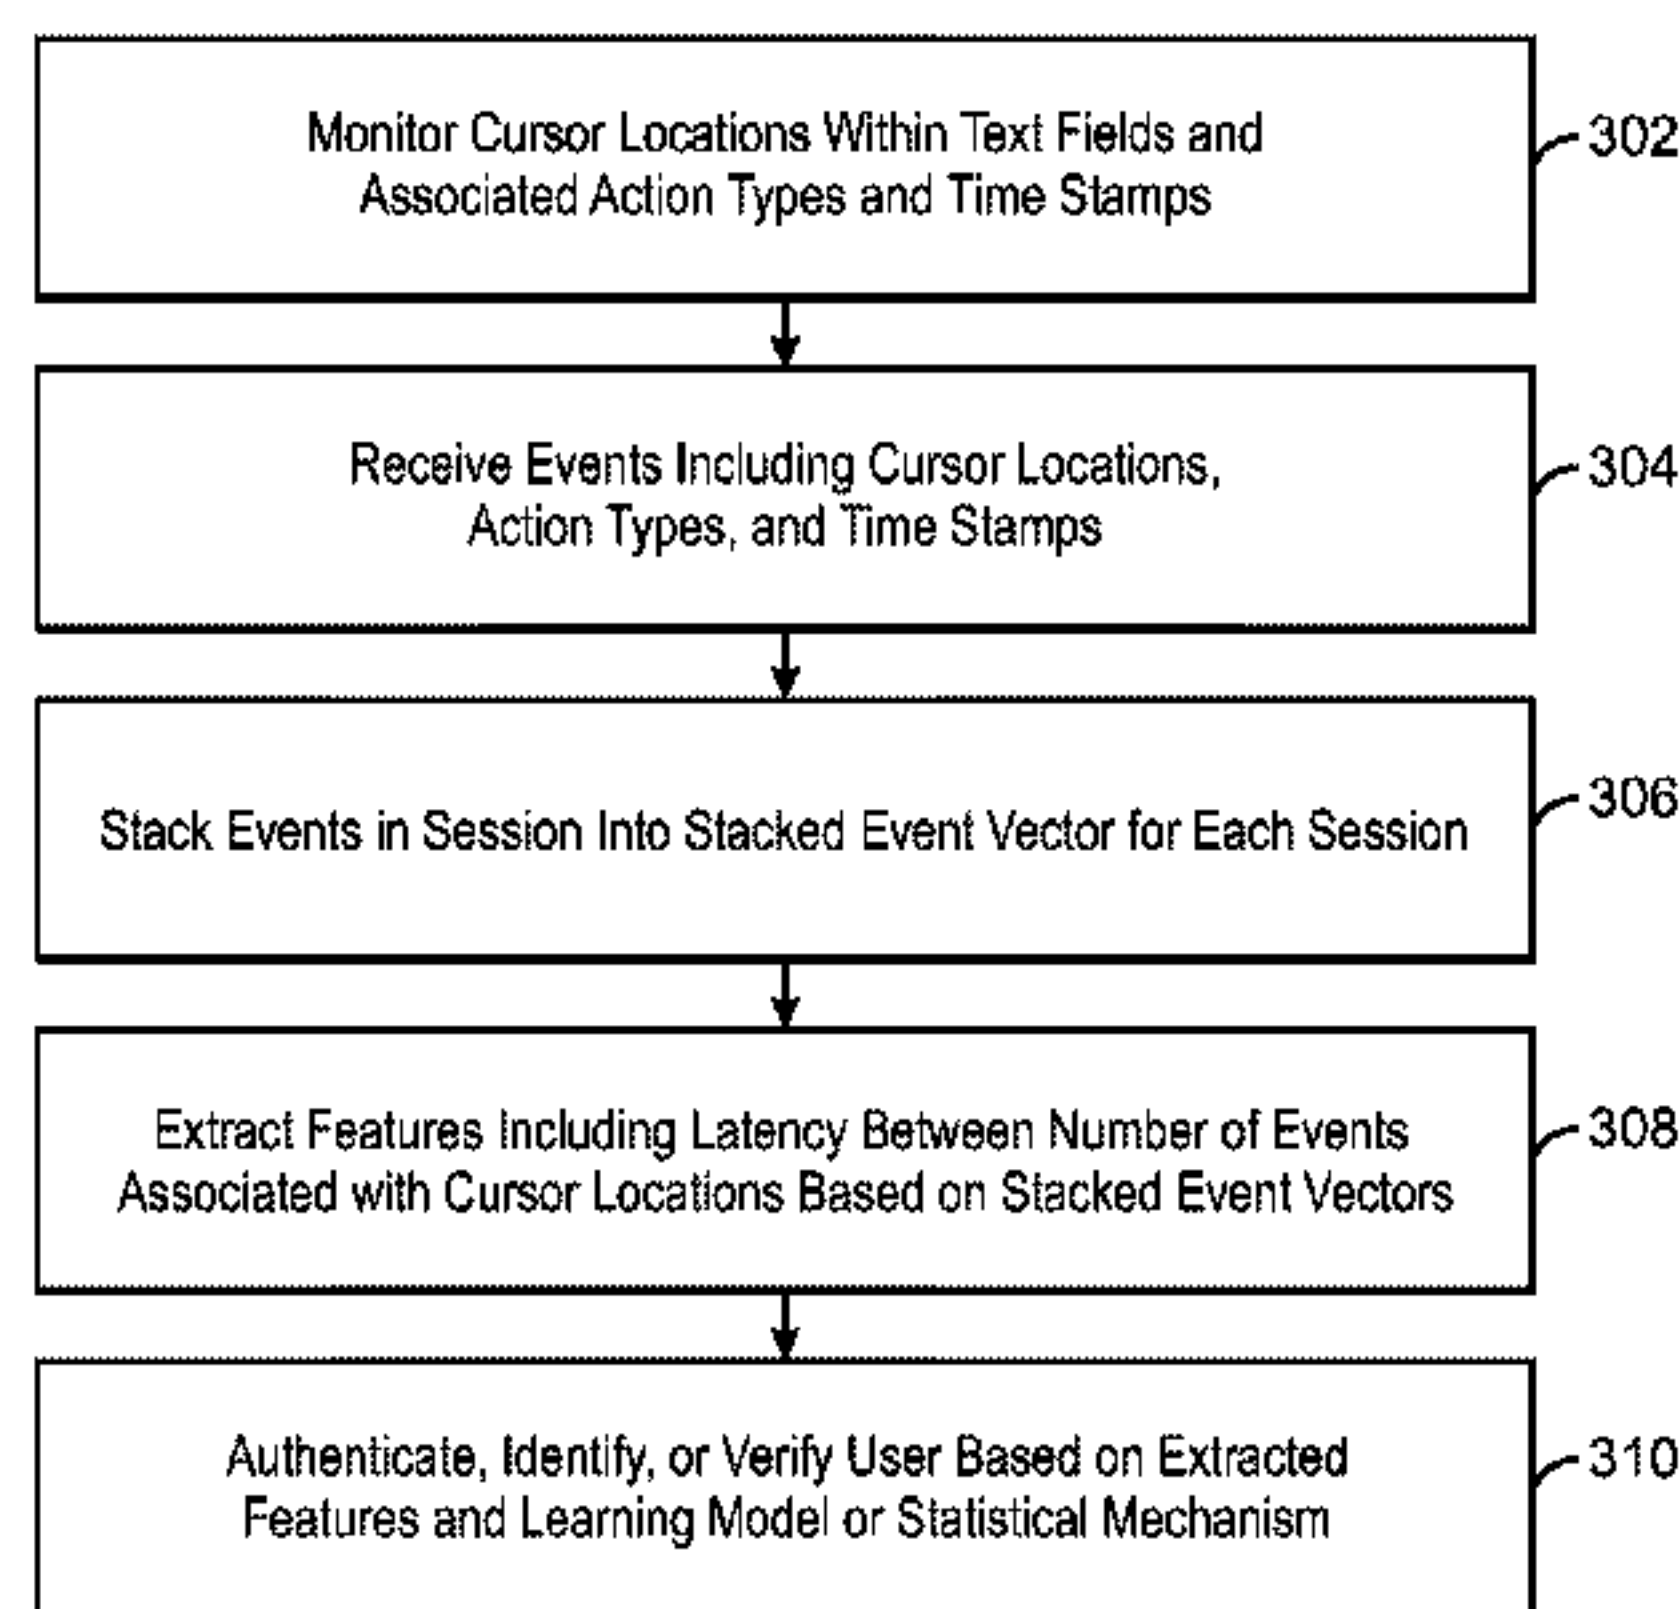 Monitor Cursor Locations Within Text Fields and
Associated Action Types and Time Stamps
302
Receive Events Including Cursor Locations,
Action Types, and Time Stamps
304
Stack Events in Session Into Stacked Event Vector for Each Session
306
Extract Features Including Latency Between Number of Events
Associated with Cursor Locations Based on Stacked Event Vectors
308
Authenticate, Identify, or Verify User Based on Extracted
Features and Learning Model or Statistical Mechanism
310